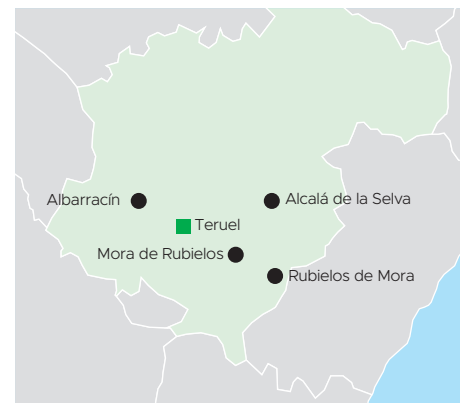 Albarracín
Alcalá de la Selva
Teruel
Mora de Rubielos
Rubielos de Mora